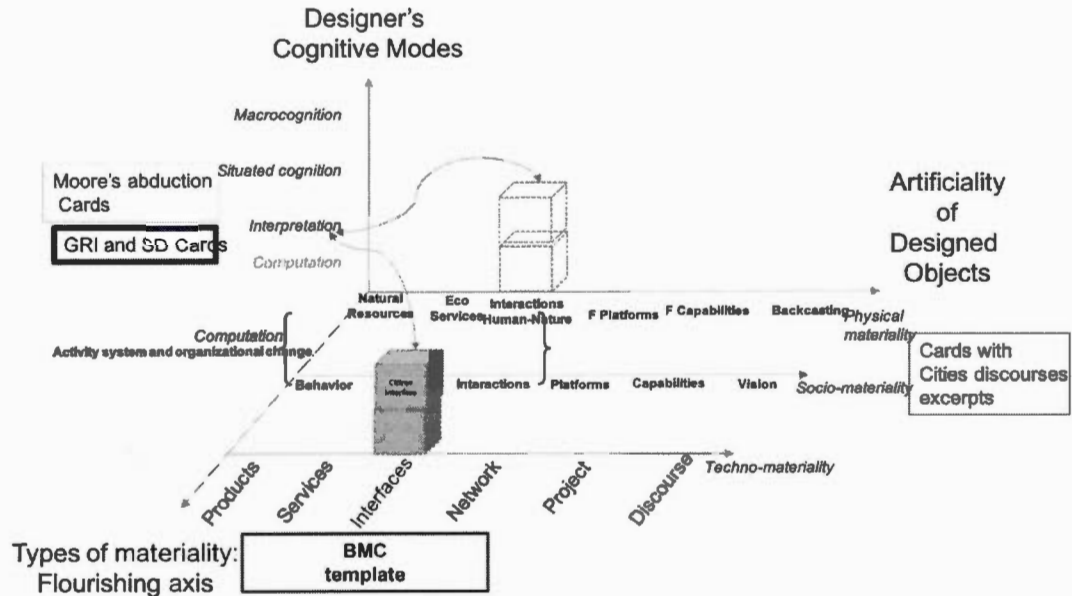 Designer's
Cognitive Modes
Macrocognition
Situated cognition
Moore's abduction
Cards
Interpretation
GRI and SD Cards
Computation
Artificiality
of
Designed
Objects
Natural
Resources
Eco
Services
Interactions
Human-Nature
F Platforms
F Capabilities
Backcasting
Physical
materiality
Computation
Activity system and organizational change
Behavior
Citizen
Interface
Interactions
Platforms
Capabilities
Vision
Socio-materiality
Cards with
Cities discourses
excerpts
Products
Services
Interfaces
Network
Project
Discourse
Techno-materiality
Types of materiality:
Flourishing axis
BMC
template